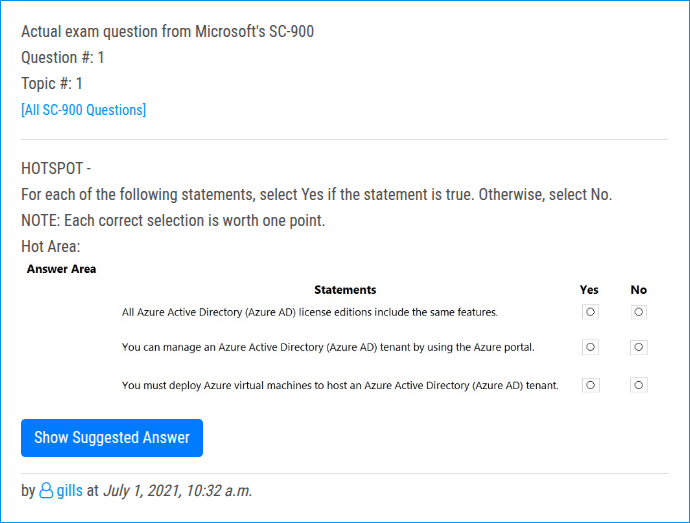 Actual exam question from Microsoft's SC-900
Question #: 1
Topic #: 1
[All SC-900 Questions]
HOTSPOT -
For each of the following statements, select Yes if the statement is true. Otherwise, select No.
NOTE: Each correct selection is worth one point.
Hot Area:
Answer Area
Statements Yes No
All Azure Active Directory (Azure AD) license editions include the same features.
You can manage an Azure Active Directory (Azure AD) tenant by using the Azure portal.
You must deploy Azure virtual machines to host an Azure Active Directory (Azure AD) tenant.
Show Suggested Answer
by gills at July 1, 2021, 10:32 a.m.